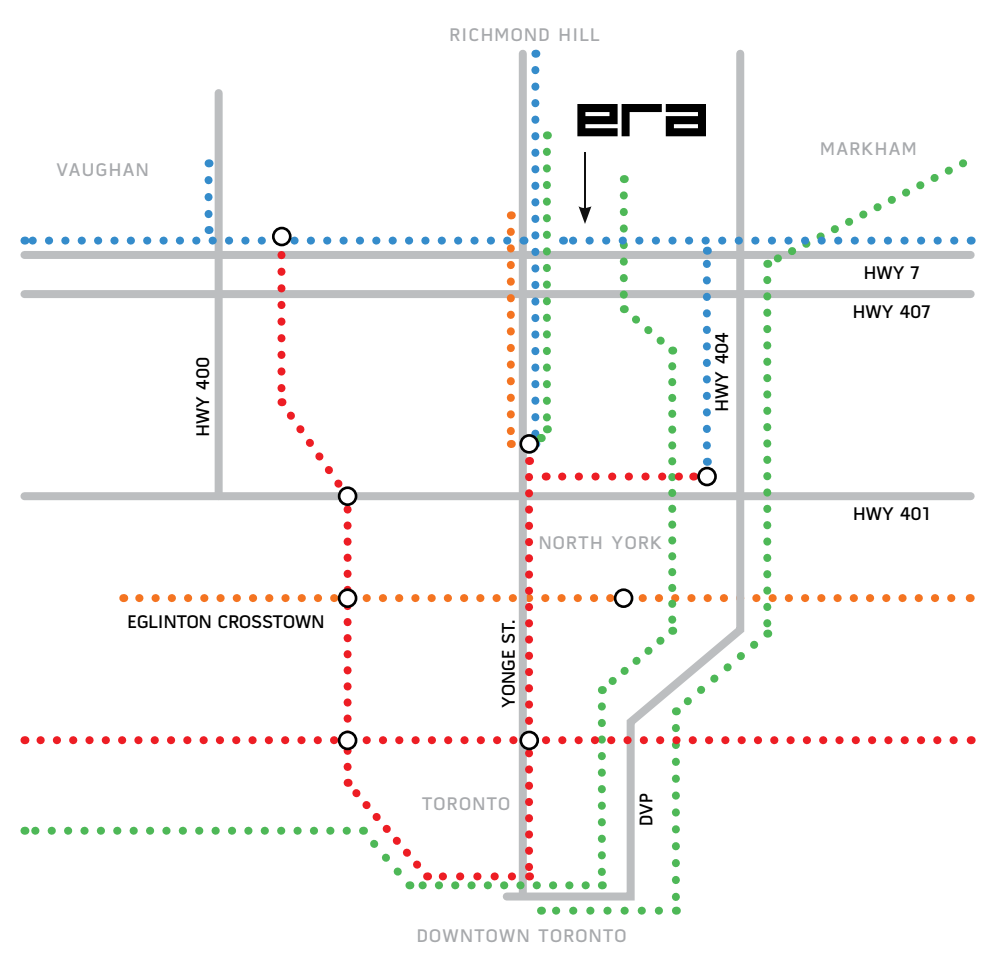 RICHMOND HILL
era
MARKHAM
VAUGHAN
HWY 7
HWY 407
HWY 404
HWY 400
HWY 401
NORTH YORK
EGLINTON CROSSTOWN
YONGE ST.
TORONTO
DVP
DOWNTOWN TORONTO